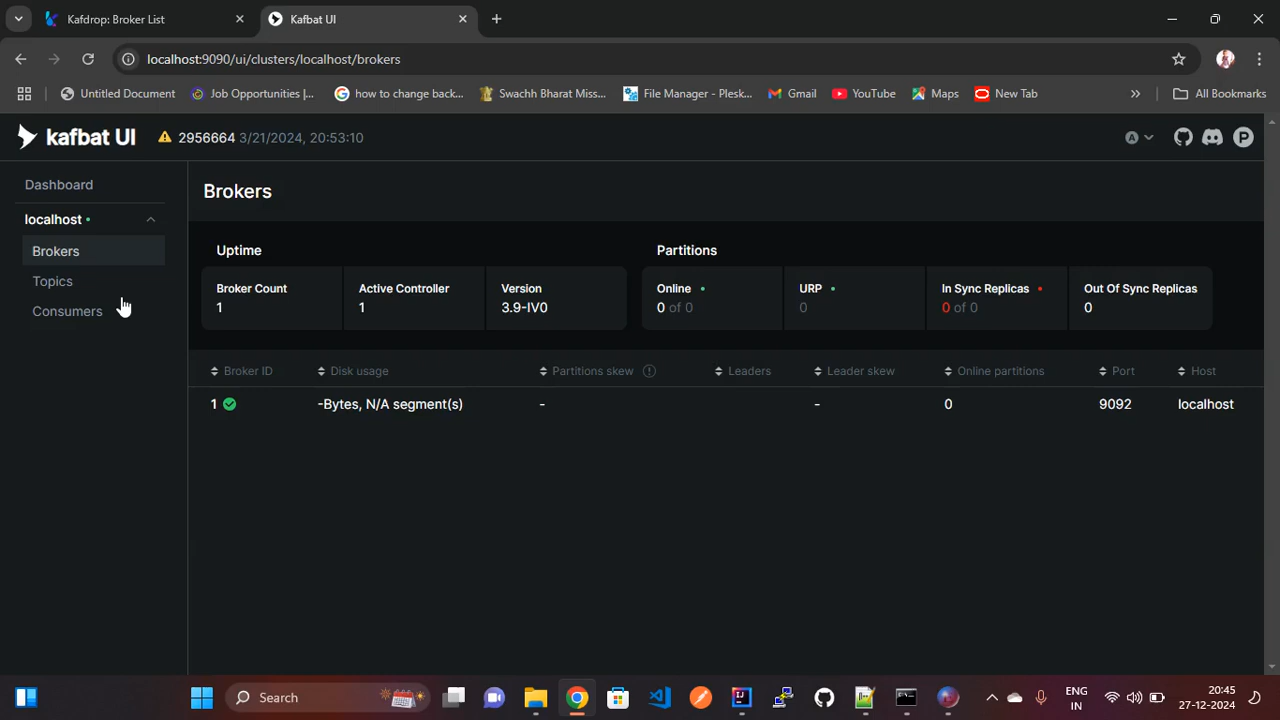 Kafdrop: Broker List
Kafbat UI
localhost:9090/ui/clusters/localhost/brokers
Untitled Document
Job Opportunities |...
how to change back...
Swachh Bharat Miss...
File Manager - Plesk...
Gmail
YouTube
Maps
New Tab
All Bookmarks
kafbat UI
2956664 3/21/2024, 20:53:10
A
Dashboard
localhost
Brokers
Topics
Consumers
Brokers
Uptime
Partitions
Broker Count
Active Controller
Version
Online
URP
In Sync Replicas
Out Of Sync Replicas
1
1
3.9-IV0
0 of 0
0
0 of 0
0
Broker ID
Disk usage
Partitions skew
Leaders
Leader skew
Online partitions
Port
Host
1
-Bytes, N/A segment(s)
-
-
0
9092
localhost
Search
ENG
IN
20:45
27-12-2024